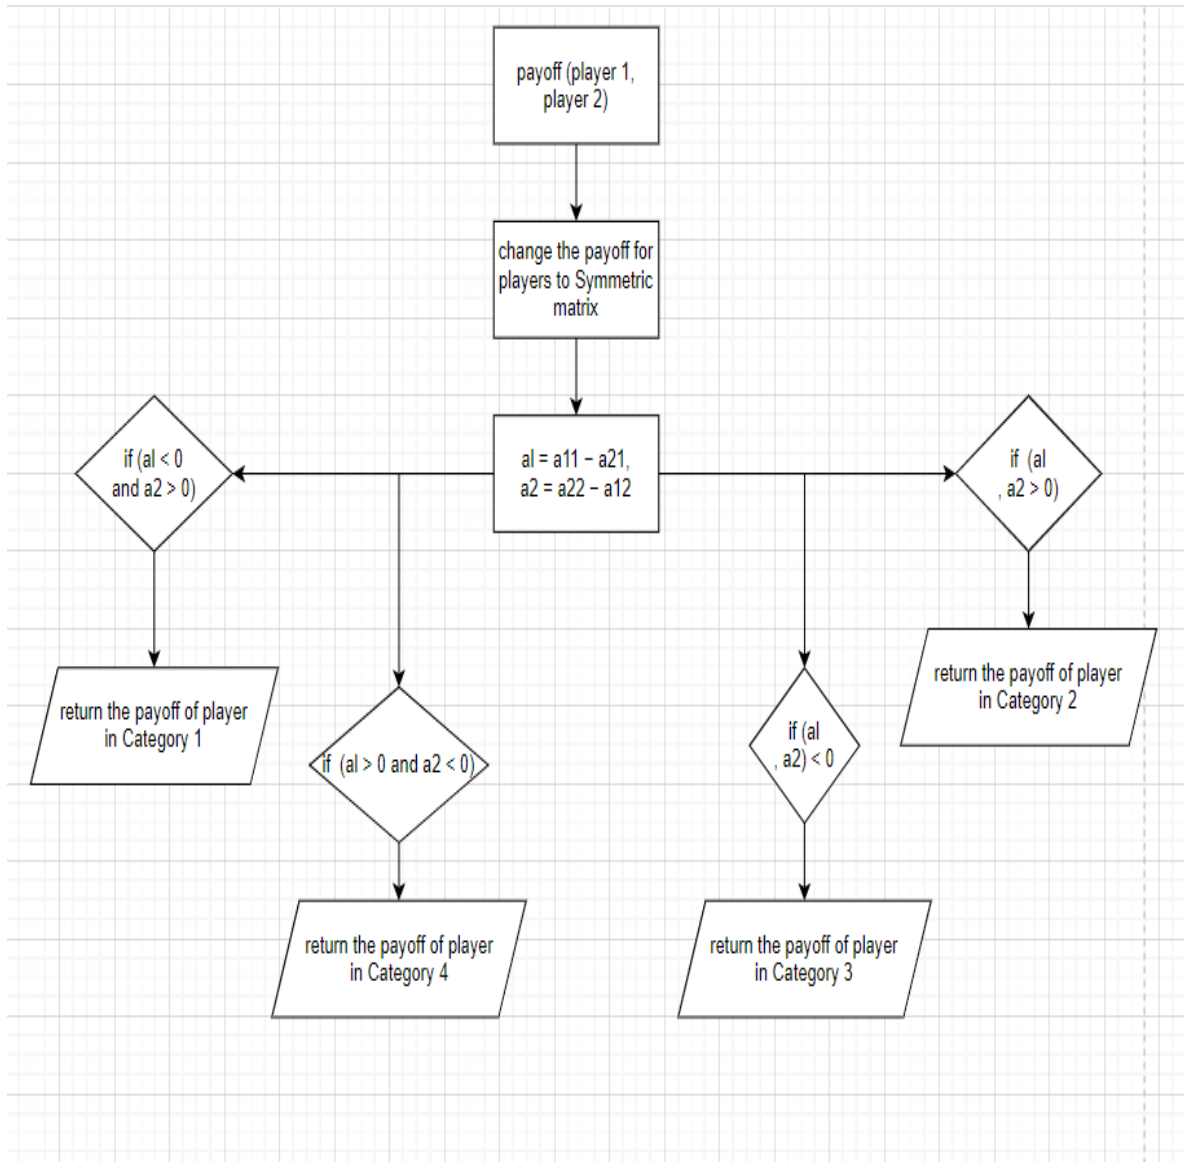 payoff (player 1,
player 2)
change the payoff for
players to Symmetric
matrix
al = a11 − a21,
a2 = a22 − a12
if (al < 0
and a2 > 0)
if (al
, a2 > 0)
return the payoff of player
in Category 1
if (al > 0 and a2 < 0)
if (al
, a2) < 0
return the payoff of player
in Category 2
return the payoff of player
in Category 4
return the payoff of player
in Category 3